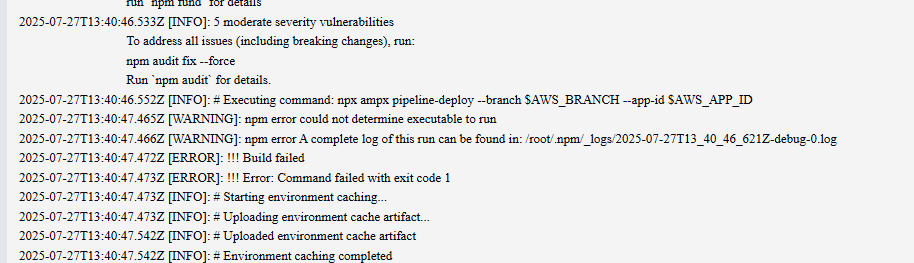 run `npm fund` for details
2025-07-27T13:40:46.533Z [INFO]: 5 moderate severity vulnerabilities
To address all issues (including breaking changes), run:
npm audit fix --force
Run `npm audit` for details.
2025-07-27T13:40:46.552Z [INFO]: # Executing command: npx ampx pipeline-deploy --branch $AWS_BRANCH --app-id $AWS_APP_ID
2025-07-27T13:40:47.465Z [WARNING]: npm error could not determine executable to run
2025-07-27T13:40:47.466Z [WARNING]: npm error A complete log of this run can be found in: /root/.npm/_logs/2025-07-27T13_40_46_621Z-debug-0.log
2025-07-27T13:40:47.472Z [ERROR]: !!! Build failed
2025-07-27T13:40:47.473Z [ERROR]: !!! Error: Command failed with exit code 1
2025-07-27T13:40:47.473Z [INFO]: # Starting environment caching...
2025-07-27T13:40:47.473Z [INFO]: # Uploading environment cache artifact...
2025-07-27T13:40:47.542Z [INFO]: # Uploaded environment cache artifact
2025-07-27T13:40:47.542Z [INFO]: # Environment caching completed